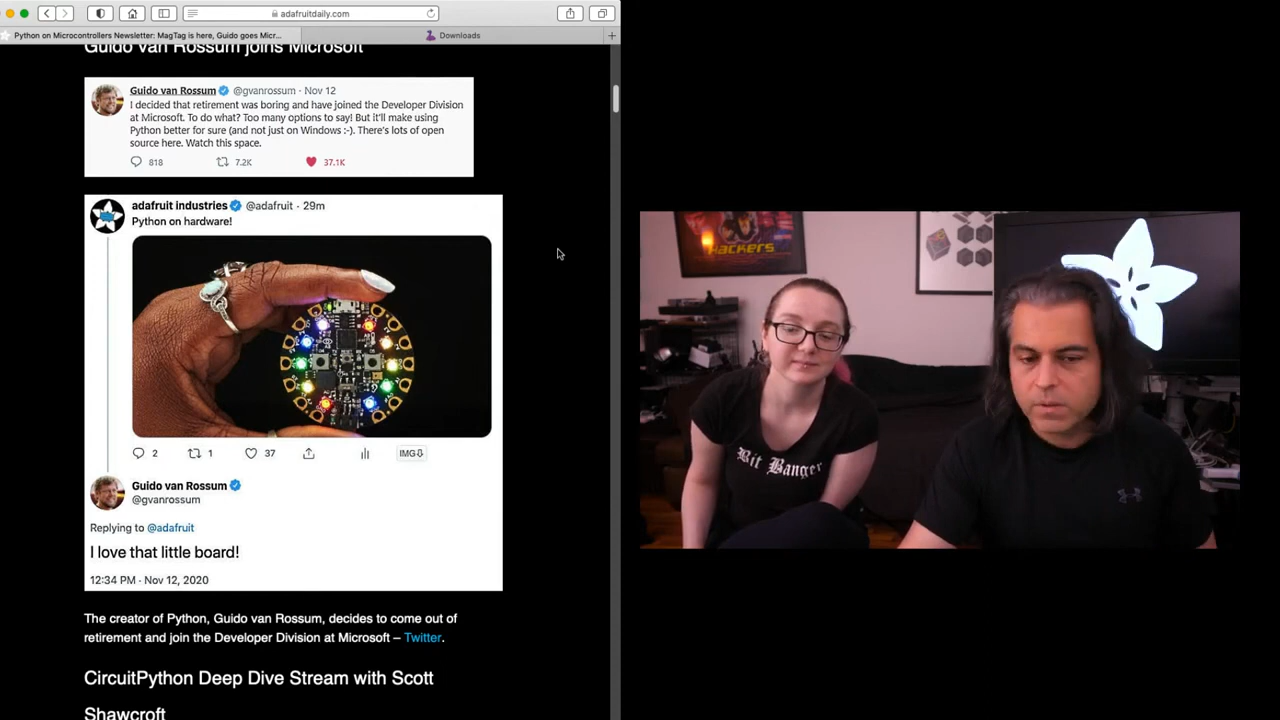 adafruitdaily.com
Python on Microcontrollers Newsletter: MagTag is here, Guido goes Micr...
Downloads
Guido van Rossum joins Microsoft
Guido van Rossum @gvanrossum · Nov 12
I decided that retirement was boring and have joined the Developer Division
at Microsoft. To do what? Too many options to say! But it'll make using
Python better for sure (and not just on Windows :-). There's lots of open
source here. Watch this space.
818 7.2K 37.1K
adafruit industries @adafruit · 29m
Python on hardware!
2 1 37 IMG
Guido van Rossum
@gvanrossum
Replying to @adafruit
I love that little board!
12:34 PM · Nov 12, 2020
The creator of Python, Guido van Rossum, decides to come out of
retirement and join the Developer Division at Microsoft – Twitter.
CircuitPython Deep Dive Stream with Scott
Shawcroft
HACKERS
Bit Banger